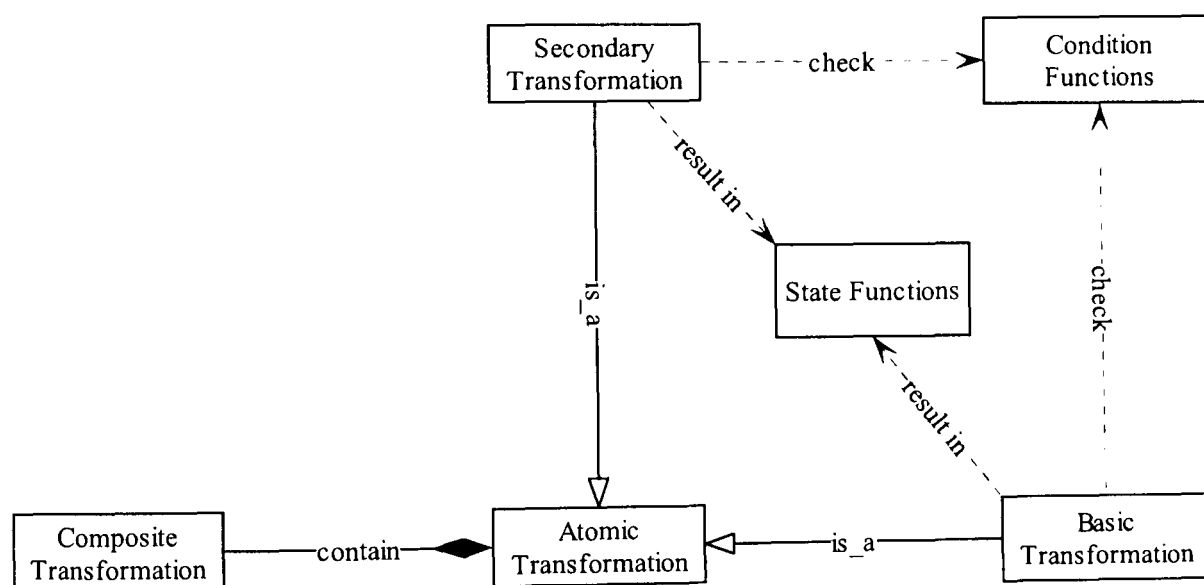 Secondary
Transformation
check
Condition
Functions
result in
State Functions
is_a
check
result in
Composite
Transformation
contain
Atomic
Transformation
is_a
Basic
Transformation